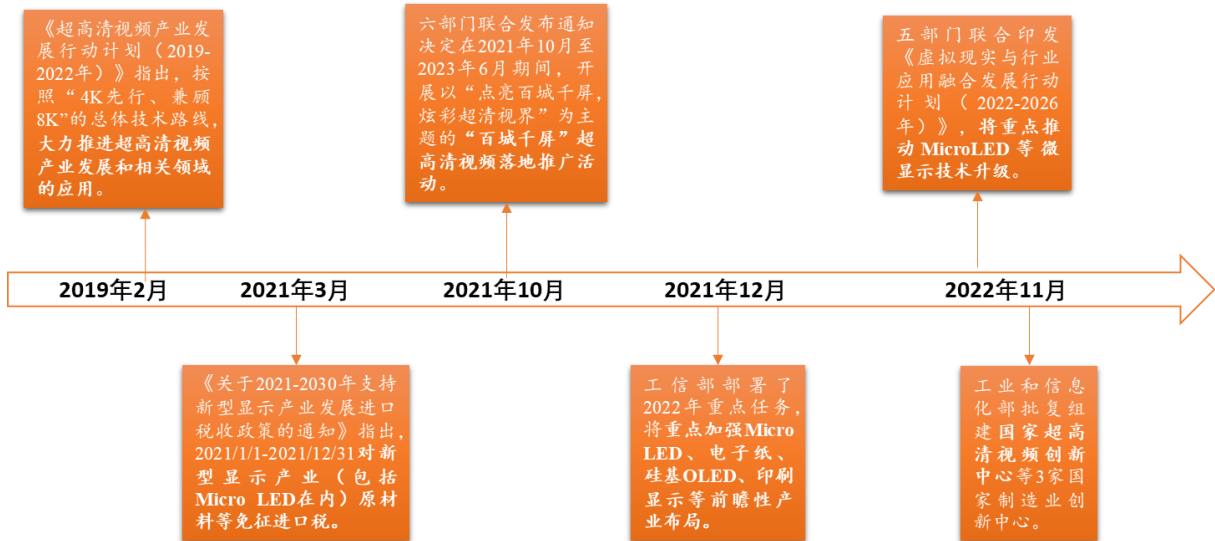 《超高清视频产业发
展行动计划（2019-
2022年）》指出，按
照“4K先行、兼顾
8K”的总体技术路线，
大力推进超高清视频
产业发展和相关领域
的应用。
六部门联合发布通知
决定在2021年10月至
2023年6月期间，开
展以“点亮百城千屏，
炫彩超清视界”为主
题的“百城千屏”超
高清视频落地推广活
动。
五部门联合印发
《虚拟现实与行业
应用融合发展行动
计划（2022-2026
年）》，将重点推
动MicroLED等微
显示技术升级。
2019年2月
2021年3月
2021年10月
2021年12月
2022年11月
《关于2021-2030年支持
新型显示产业发展进口
税收政策的通知》指出，
2021/1/1-2021/12/31对新
型显示产业（包括
Micro LED在内）原材
料等免征进口税。
工信部部署了
2022年重点任务，
将重点加强Micro
LED、电子纸、
硅基OLED、印刷
显示等前瞻性产
业布局。
工业和信息
化部批复组
建国家超高
清视频创新
中心等3家国
家制造业创
新中心。